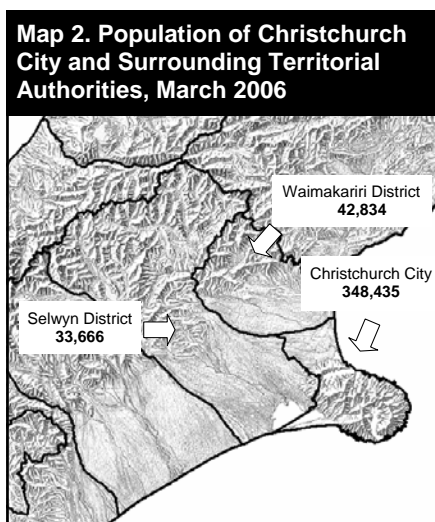 Map 2. Population of Christchurch
City and Surrounding Territorial
Authorities, March 2006
Waimakariri District
42,834
Christchurch City
348,435
Selwyn District
33,666